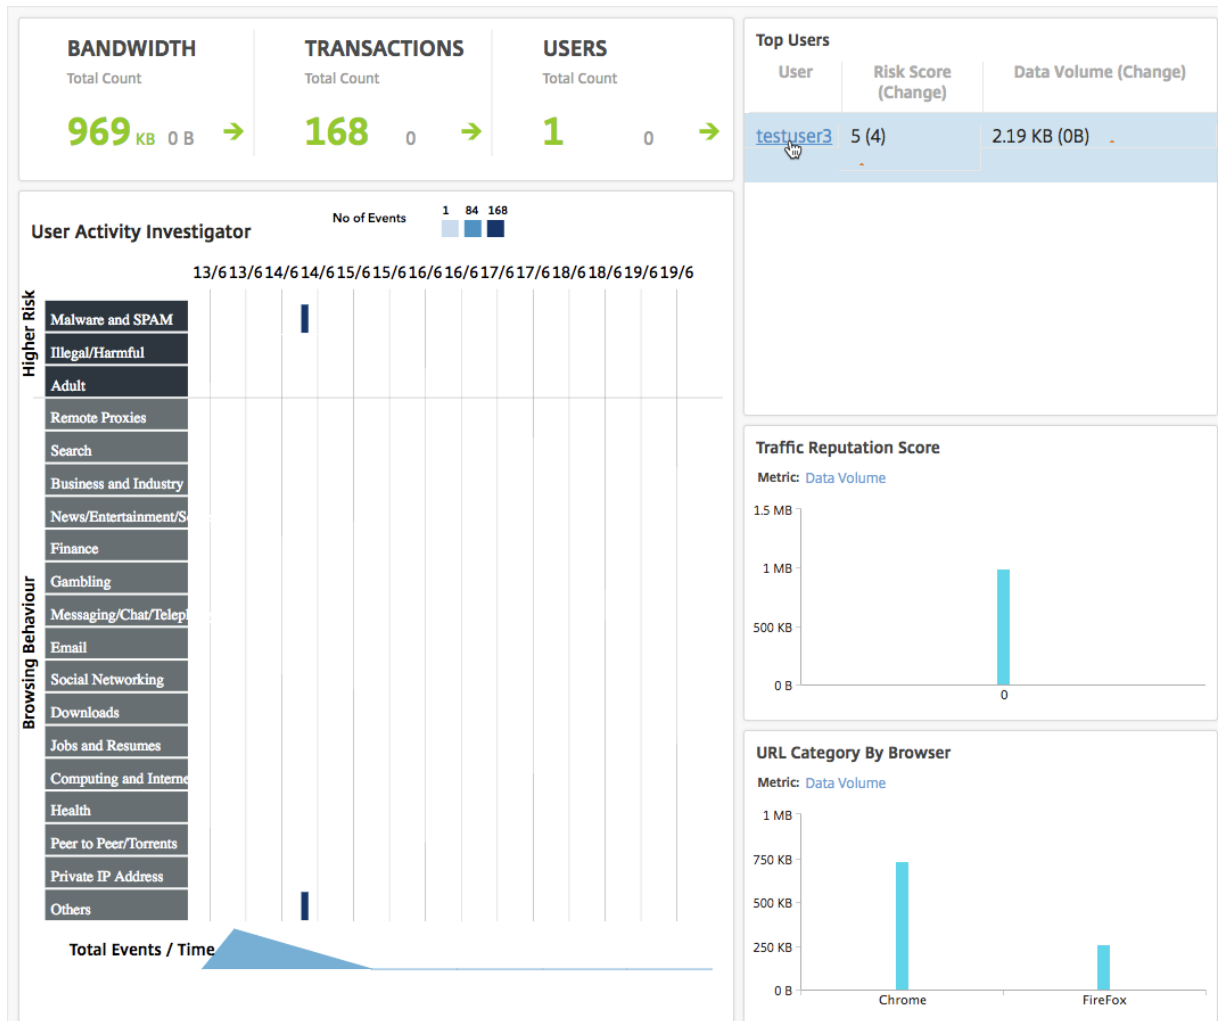 BANDWIDTH
Total Count
969 KB 0 B
TRANSACTIONS
Total Count
168 0
USERS
Total Count
1 0
User Activity Investigator
No of Events
1 84 168
13/6 13/6 14/6 14/6 15/6 15/6 16/6 16/6 17/6 17/6 18/6 18/6 19/6 19/6
Higher Risk
Malware and SPAM
Illegal/Harmful
Adult
Browsing Behaviour
Remote Proxies
Search
Business and Industry
News/Entertainment/S
Finance
Gambling
Messaging/Chat/Telep
Email
Social Networking
Downloads
Jobs and Resumes
Computing and Interne
Health
Peer to Peer/Torrents
Private IP Address
Others
Total Events / Time
Top Users
User Risk Score (Change) Data Volume (Change)
testuser3 5 (4) 2.19 KB (0B)
Traffic Reputation Score
Metric: Data Volume
1.5 MB
1 MB
500 KB
0 B
0
URL Category By Browser
Metric: Data Volume
1 MB
750 KB
500 KB
250 KB
0 B
Chrome FireFox